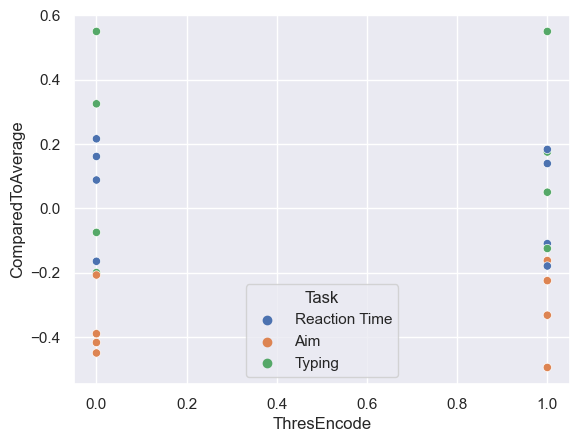 0.6
0.4
0.2
0.0
−0.2
−0.4
ComparedToAverage
Task
Reaction Time
Aim
Typing
0.0 0.2 0.4 0.6 0.8 1.0
ThresEncode